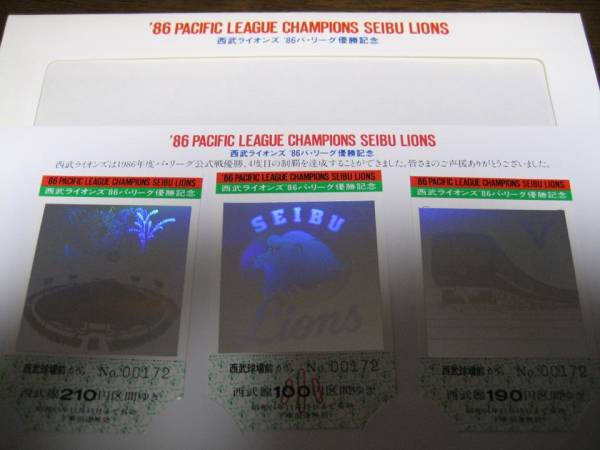 '86 PACIFIC LEAGUE CHAMPIONS SEIBU LIONS
西武ライオンズ '86パ・リーグ優勝記念
'86 PACIFIC LEAGUE CHAMPIONS SEIBU LIONS
西武ライオンズ '86パ・リーグ優勝記念
西武ライオンズは1986年度パ・リーグ公式戦優勝、4度目の制覇を達成することができました。皆さまのご声援ありがとうございました。
'86 PACIFIC LEAGUE CHAMPIONS SEIBU LIONS
西武ライオンズ'86パ・リーグ優勝記念
西武球場前から No.00172
西武線210円区間ゆき
'86 PACIFIC LEAGUE CHAMPIONS SEIBU LIONS
西武ライオンズ'86パ・リーグ優勝記念
SEIBU
Lions
西武球場前から No.00172
西武線100円区間ゆき
'86 PACIFIC LEAGUE CHAMPIONS SEIBU LIONS
西武ライオンズ'86パ・リーグ優勝記念
西武球場前から No.00172
西武線190円区間ゆき